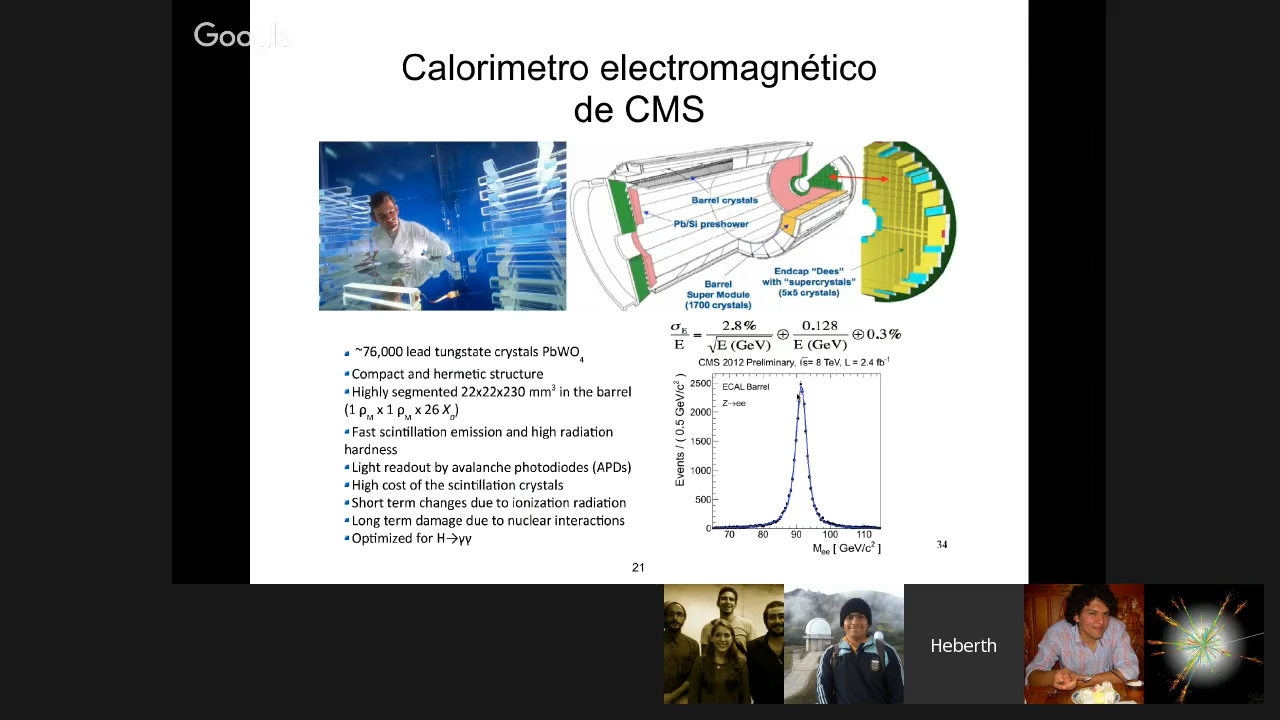 Google
Calorimetro electromagnético
de CMS
Barrel crystals
Pb/Si preshower
Barrel
Super Module
(1700 crystals)
Endcap “Dees”
with “supercrystals”
(5x5 crystals)
σE/E = 2.8%/√E (GeV) ⊕ 0.128/E (GeV) ⊕ 0.3%
~76,000 lead tungstate crystals PbWO4
Compact and hermetic structure
Highly segmented 22x22x230 mm3 in the barrel
(1 ρM x 1 ρM x 26 X0)
Fast scintillation emission and high radiation
hardness
Light readout by avalanche photodiodes (APDs)
High cost of the scintillation crystals
Short term changes due to ionization radiation
Long term damage due to nuclear interactions
Optimized for H→γγ
CMS 2012 Preliminary, √s= 8 TeV, L = 2.4 fb-1
Events / ( 0.5 GeV/c2 )
2500
2000
1500
1000
500
0
ECAL Barrel
Z→ee
70 80 90 100 110
Mee [ GeV/c2 ]
34
21
Heberth